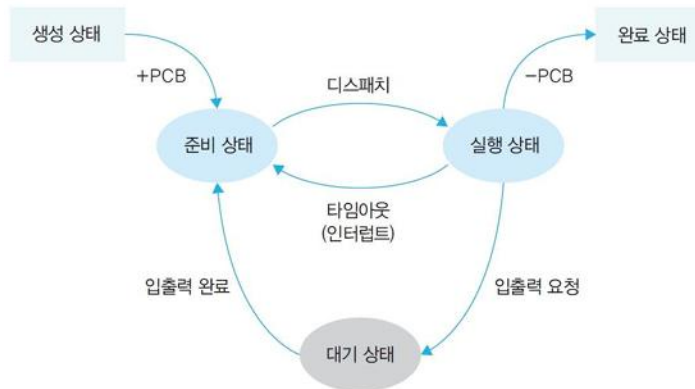 생성 상태
완료 상태
+PCB
디스패치
−PCB
준비 상태
실행 상태
타임아웃
(인터럽트)
입출력 완료
입출력 요청
대기 상태